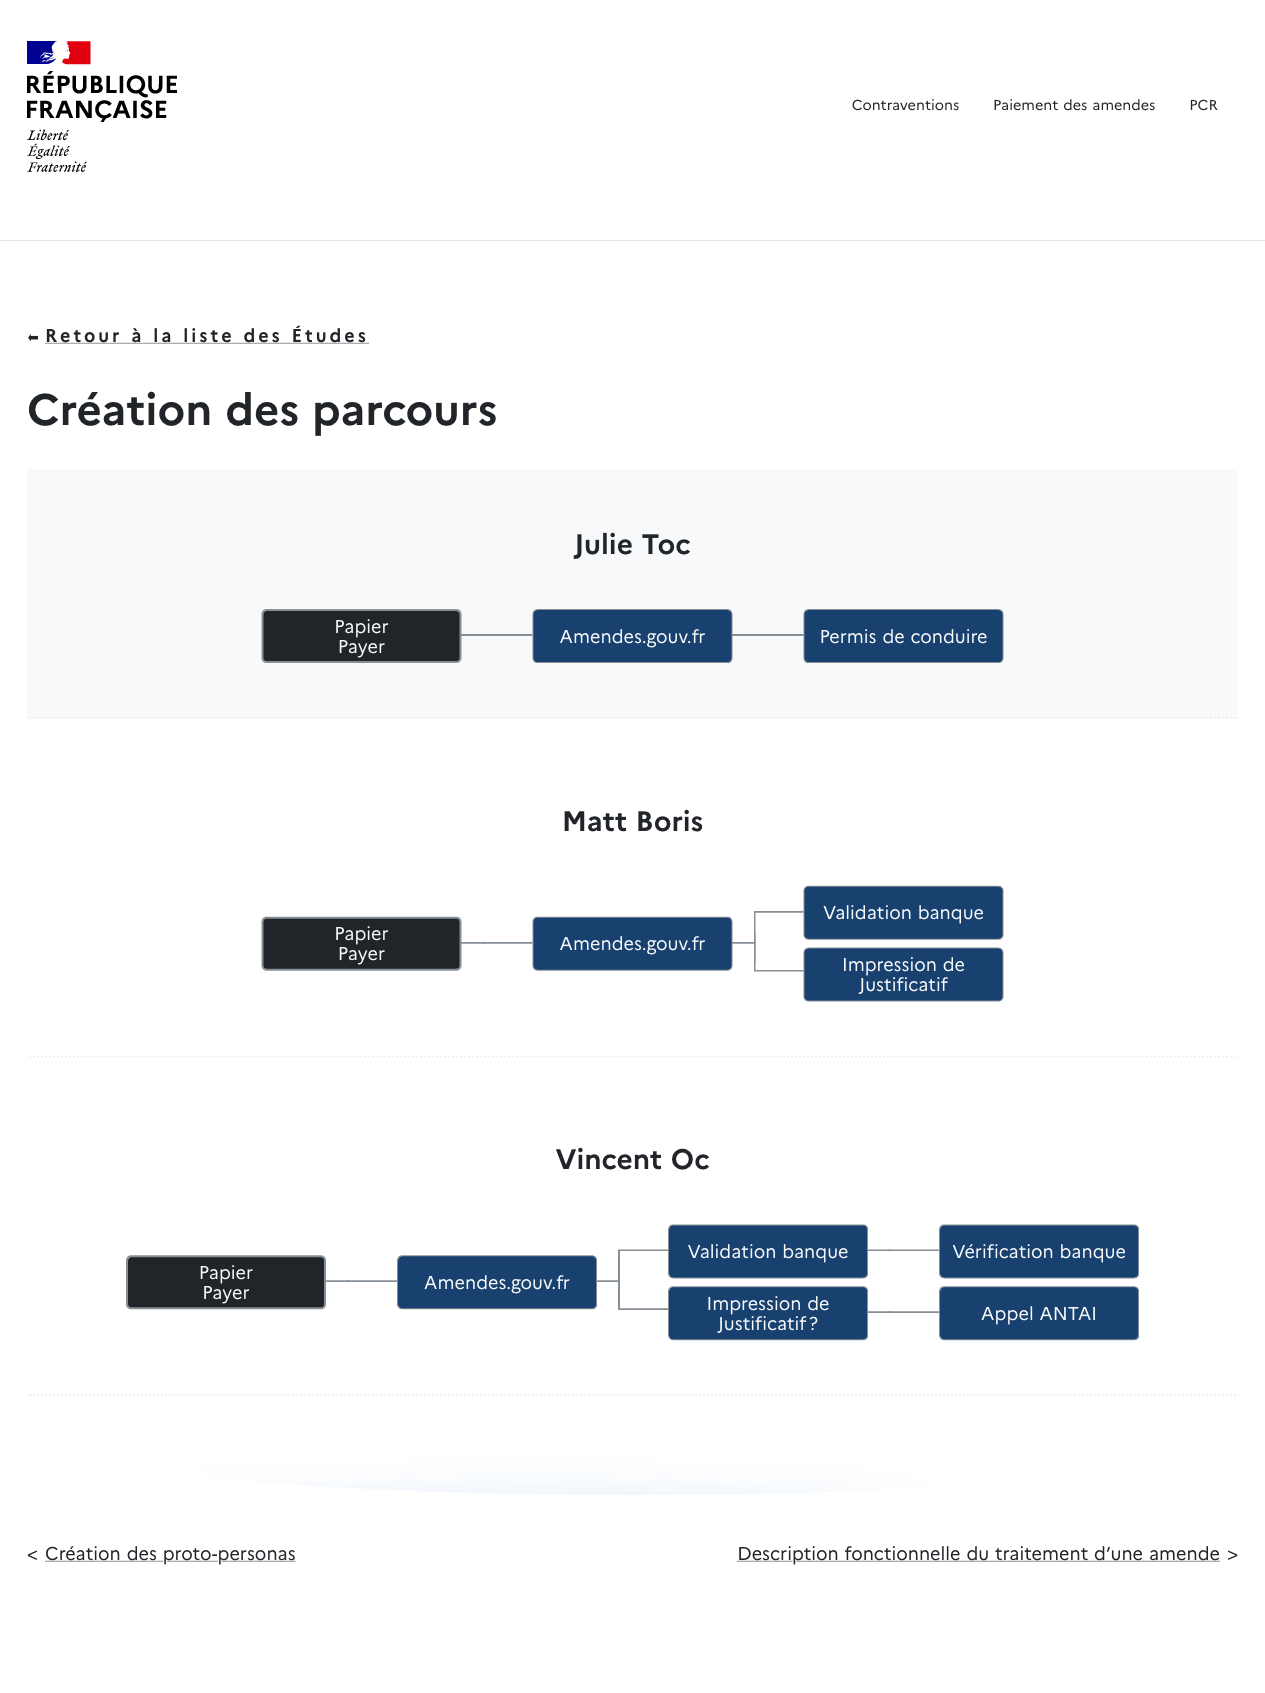 RÉPUBLIQUE
FRANÇAISE
Liberté
Égalité
Fraternité
Contraventions
Paiement des amendes
PCR
⬅ Retour à la liste des Études
Création des parcours
Julie Toc
Papier
Payer
Amendes.gouv.fr
Permis de conduire
Matt Boris
Papier
Payer
Amendes.gouv.fr
Validation banque
Impression de
Justificatif
Vincent Oc
Papier
Payer
Amendes.gouv.fr
Validation banque
Vérification banque
Impression de
Justificatif ?
Appel ANTAI
< Création des proto-personas
Description fonctionnelle du traitement d’une amende >